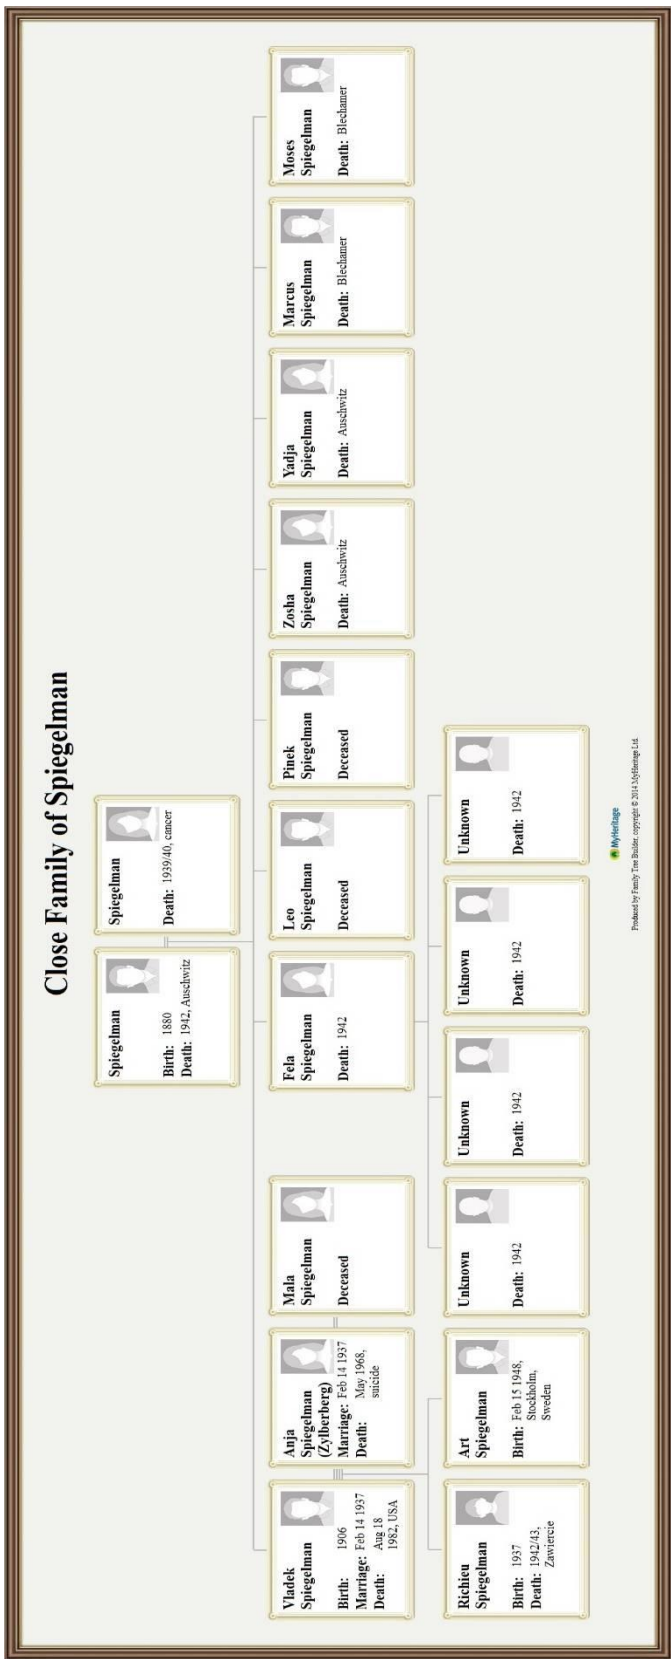 Close Family of Spiegelman
Spiegelman
Birth: 1880
Death: 1942, Auschwitz
Spiegelman
Death: 1939/40, cancer
Vladek
Spiegelman
Birth: 1906
Marriage: Feb 14 1937
Death: Aug 18
1982, USA
Anja
Spiegelman
(Zylberberg)
Marriage: Feb 14 1937
Death: May 1968,
suicide
Mala
Spiegelman
Deceased
Fela
Spiegelman
Death: 1942
Leo
Spiegelman
Deceased
Pinek
Spiegelman
Deceased
Zosha
Spiegelman
Death: Auschwitz
Yadja
Spiegelman
Death: Auschwitz
Marcus
Spiegelman
Death: Blechamer
Moses
Spiegelman
Death: Blechamer
Richieu
Spiegelman
Birth: 1937
Death: 1942/43,
Zawiercie
Art
Spiegelman
Birth: Feb 15 1948,
Stockholm,
Sweden
Unknown
Death: 1942
Unknown
Death: 1942
Unknown
Death: 1942
Unknown
Death: 1942
MyHeritage
Produced by Family Tree Builder, copyright © 2014 MyHeritage Ltd.